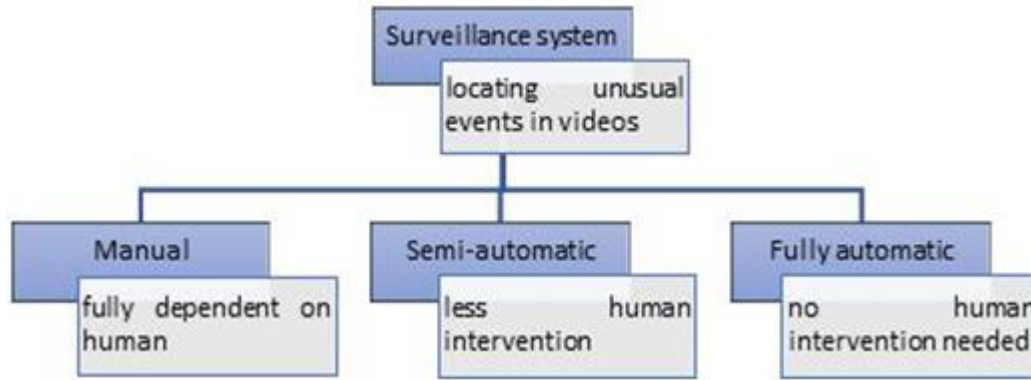 Surveillance system
locating unusual
events in videos
Manual
fully dependent on
human
Semi-automatic
less human
intervention
Fully automatic
no human
intervention needed